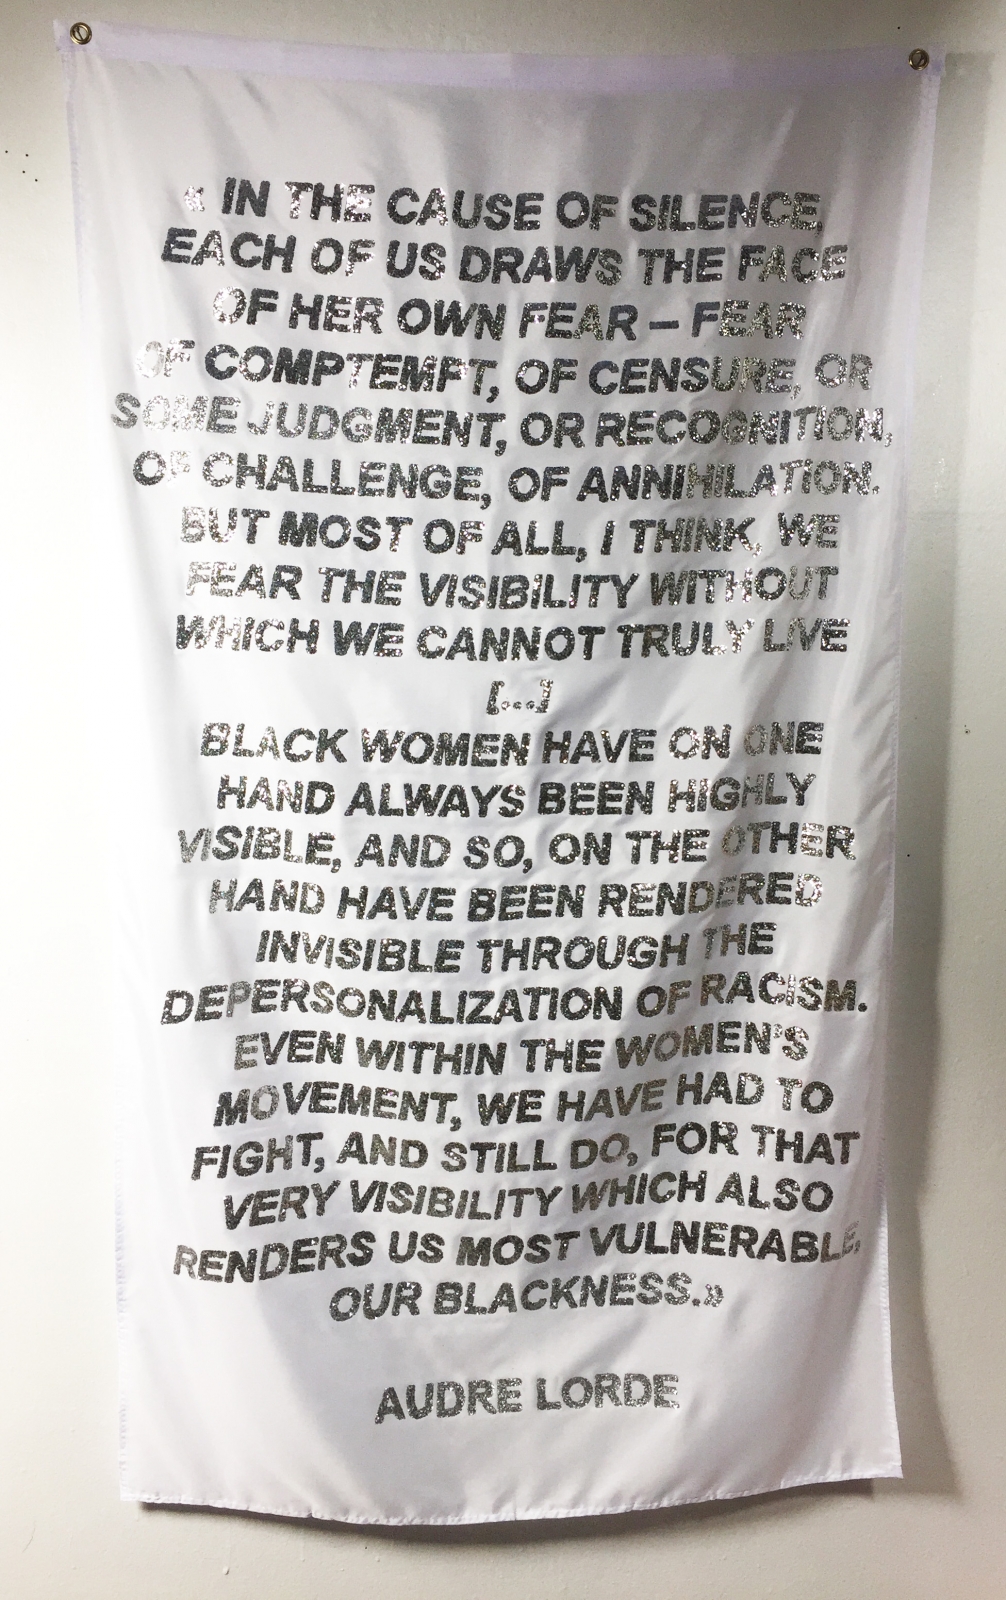 « IN THE CAUSE OF SILENCE,
EACH OF US DRAWS THE FACE
OF HER OWN FEAR – FEAR
OF COMPTEMPT, OF CENSURE, OR
SOME JUDGMENT, OR RECOGNITION,
OF CHALLENGE, OF ANNIHILATION.
BUT MOST OF ALL, I THINK, WE
FEAR THE VISIBILITY WITHOUT
WHICH WE CANNOT TRULY LIVE
[...]
BLACK WOMEN HAVE ON ONE
HAND ALWAYS BEEN HIGHLY
VISIBLE, AND SO, ON THE OTHER
HAND HAVE BEEN RENDERED
INVISIBLE THROUGH THE
DEPERSONALIZATION OF RACISM.
EVEN WITHIN THE WOMEN'S
MOVEMENT, WE HAVE HAD TO
FIGHT, AND STILL DO, FOR THAT
VERY VISIBILITY WHICH ALSO
RENDERS US MOST VULNERABLE,
OUR BLACKNESS.»
AUDRE LORDE